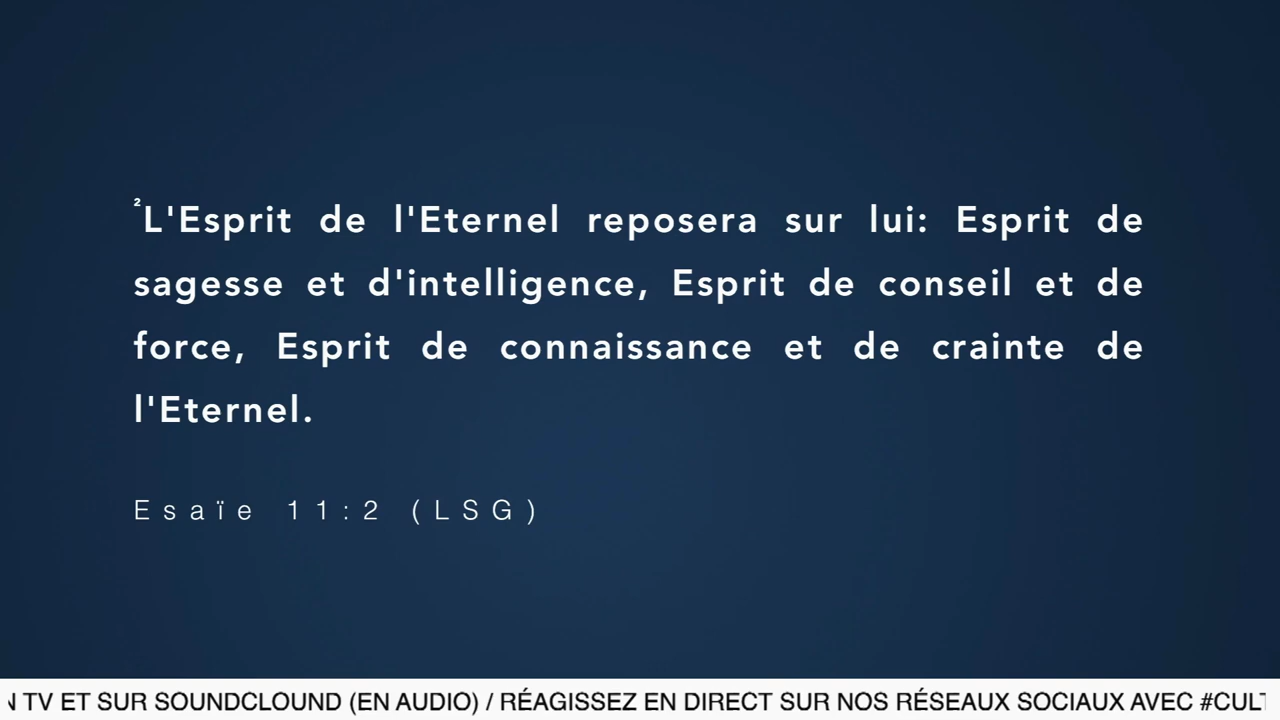 ²L'Esprit de l'Eternel reposera sur lui: Esprit de
sagesse et d'intelligence, Esprit de conseil et de
force, Esprit de connaissance et de crainte de
l'Eternel.
Esaïe 11:2 (LSG)
TV ET SUR SOUNDCLOUND (EN AUDIO) / RÉAGISSEZ EN DIRECT SUR NOS RÉSEAUX SOCIAUX AVEC